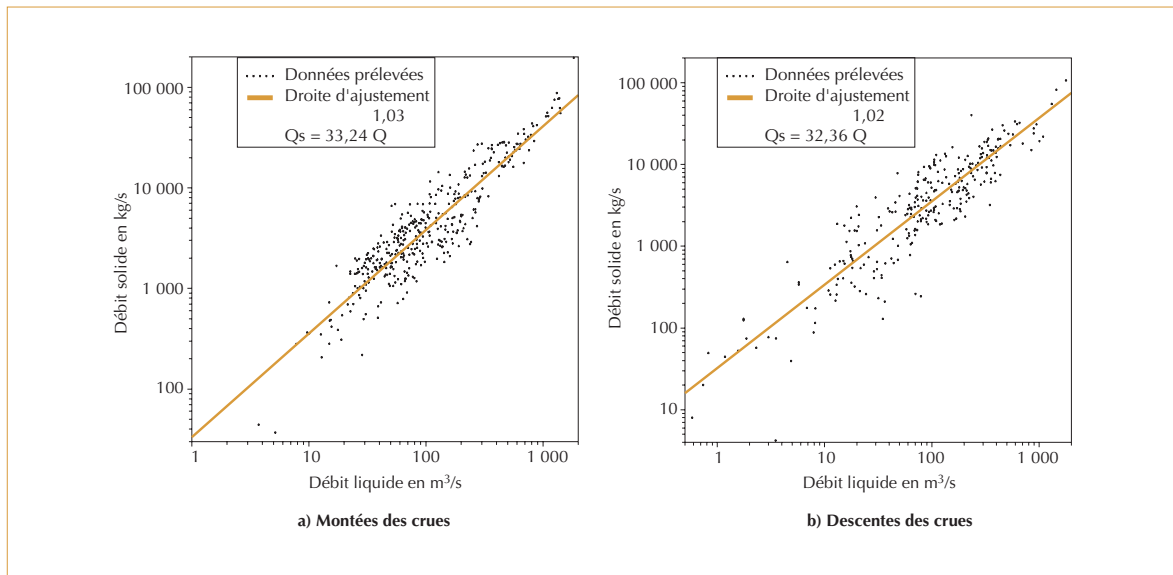 Données prélevées
Droite d'ajustement
1,03
Qs = 33,24 Q
100 000
10 000
1 000
100
Débit solide en kg/s
1
10
100
1 000
Débit liquide en m³/s
a) Montées des crues
Données prélevées
Droite d'ajustement
1,02
Qs = 32,36 Q
100 000
10 000
1 000
100
10
Débit solide en kg/s
1
10
100
1 000
Débit liquide en m³/s
b) Descentes des crues